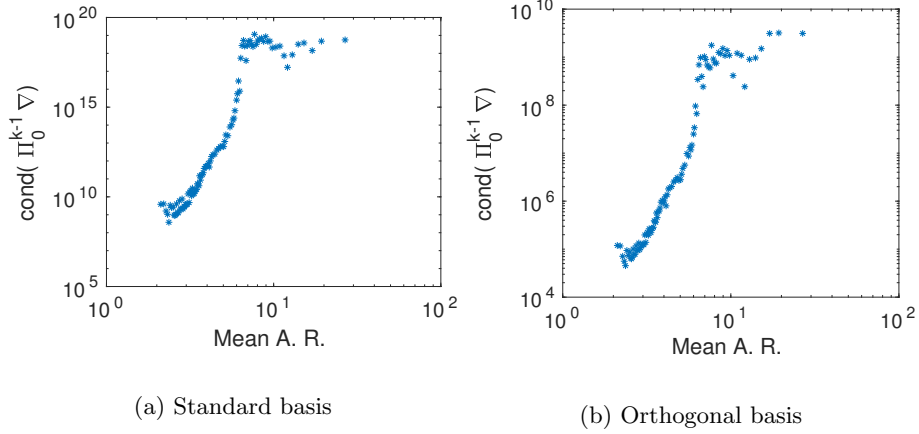 10^20
10^15
10^10
10^5
cond( Π_0^{k-1} ∇)
10^0
10^1
10^2
Mean A. R.
(a) Standard basis
10^10
10^8
10^6
10^4
cond( Π_0^{k-1} ∇)
10^0
10^1
10^2
Mean A. R.
(b) Orthogonal basis